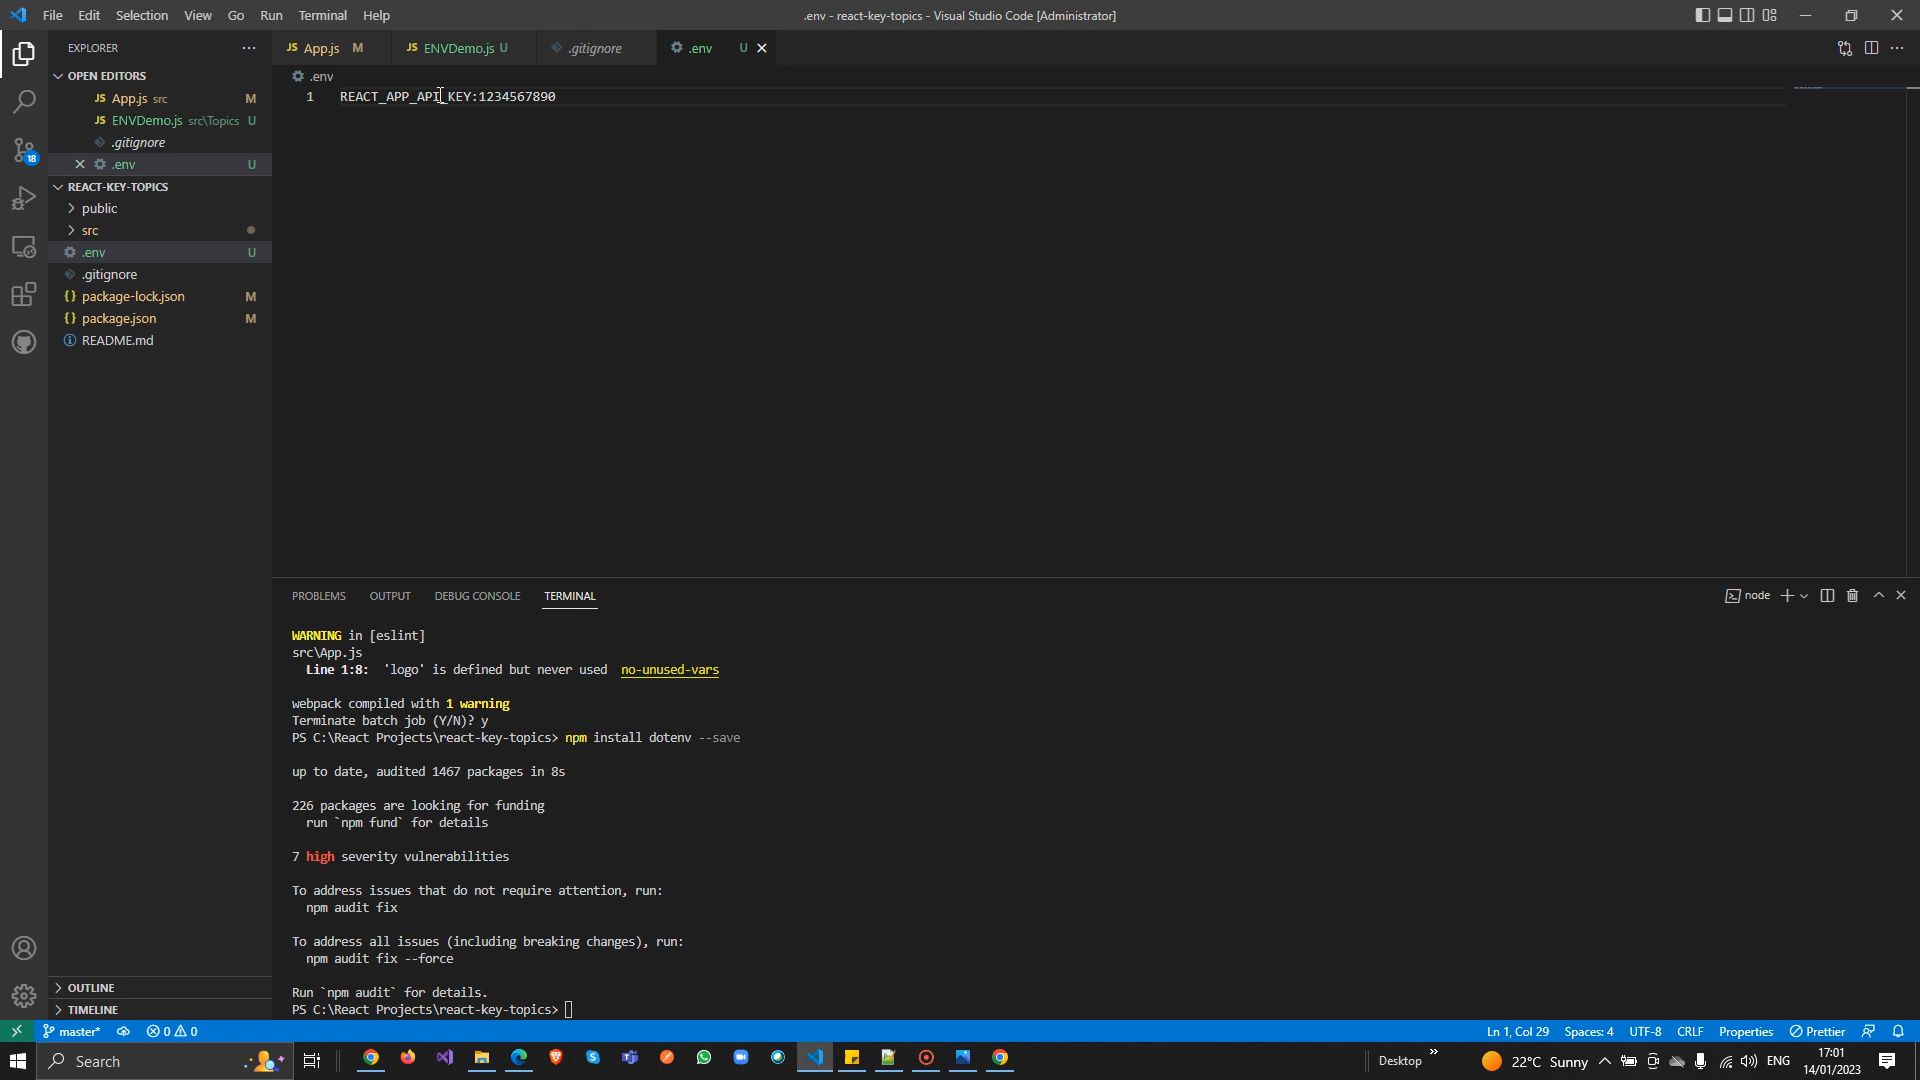 File Edit Selection View Go Run Terminal Help
.env - react-key-topics - Visual Studio Code [Administrator]
EXPLORER
OPEN EDITORS
JS App.js src M
JS ENVDemo.js src\Topics U
.gitignore
.env U
REACT-KEY-TOPICS
public
src
.env U
.gitignore
{} package-lock.json M
{} package.json M
README.md
OUTLINE
TIMELINE
18
JS App.js M
JS ENVDemo.js U
.gitignore
.env U
.env
1 REACT_APP_API_KEY:1234567890
PROBLEMS OUTPUT DEBUG CONSOLE TERMINAL
node
WARNING in [eslint]
src\App.js
Line 1:8: 'logo' is defined but never used no-unused-vars
webpack compiled with 1 warning
Terminate batch job (Y/N)? y
PS C:\React Projects\react-key-topics> npm install dotenv --save
up to date, audited 1467 packages in 8s
226 packages are looking for funding
run `npm fund` for details
7 high severity vulnerabilities
To address issues that do not require attention, run:
npm audit fix
To address all issues (including breaking changes), run:
npm audit fix --force
Run `npm audit` for details.
PS C:\React Projects\react-key-topics>
master* 0 0
Ln 1, Col 29 Spaces: 4 UTF-8 CRLF Properties Prettier
Search
Desktop
22°C Sunny
ENG
17:01
14/01/2023